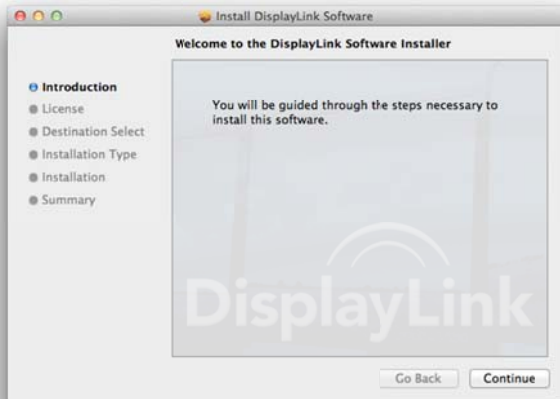 Install DisplayLink Software
Welcome to the DisplayLink Software Installer
Introduction
License
Destination Select
Installation Type
Installation
Summary
You will be guided through the steps necessary to
install this software.
DisplayLink
Go Back
Continue